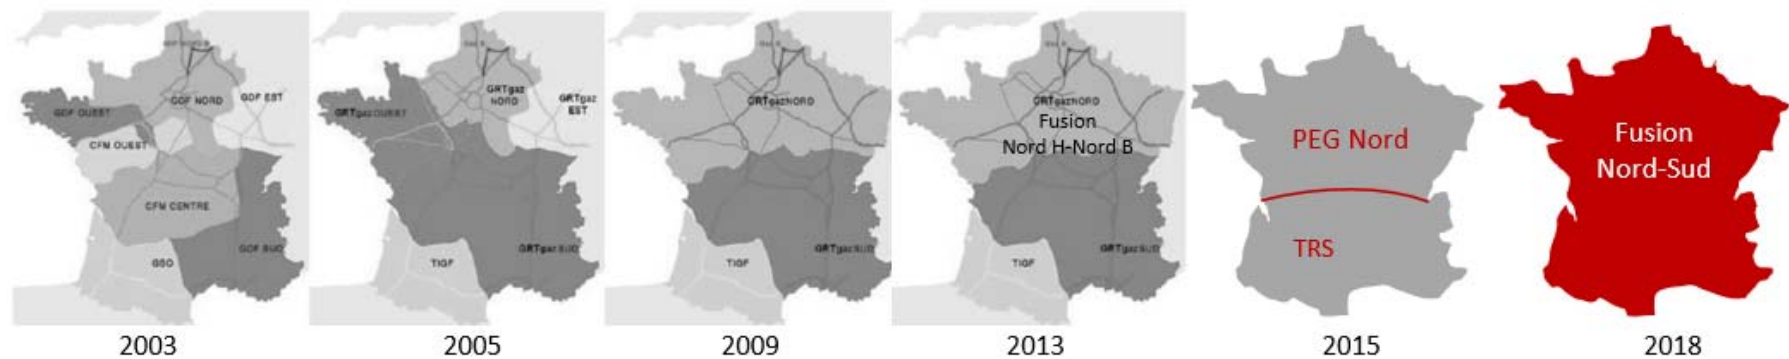 GDF NORD B
GDF NORD
GDF EST
GDF OUEST
CFM OUEST
CFM CENTRE
GDF SUD
GSO
2003
GRTgaz
NORD
GRTgaz
EST
GRTgaz OUEST
GRTgaz SUD
TIGF
2005
GRTgaz NORD
GRTgaz SUD
TIGF
2009
GRTgaz NORD
Fusion
Nord H-Nord B
GRTgaz SUD
TIGF
2013
PEG Nord
TRS
2015
Fusion
Nord-Sud
2018